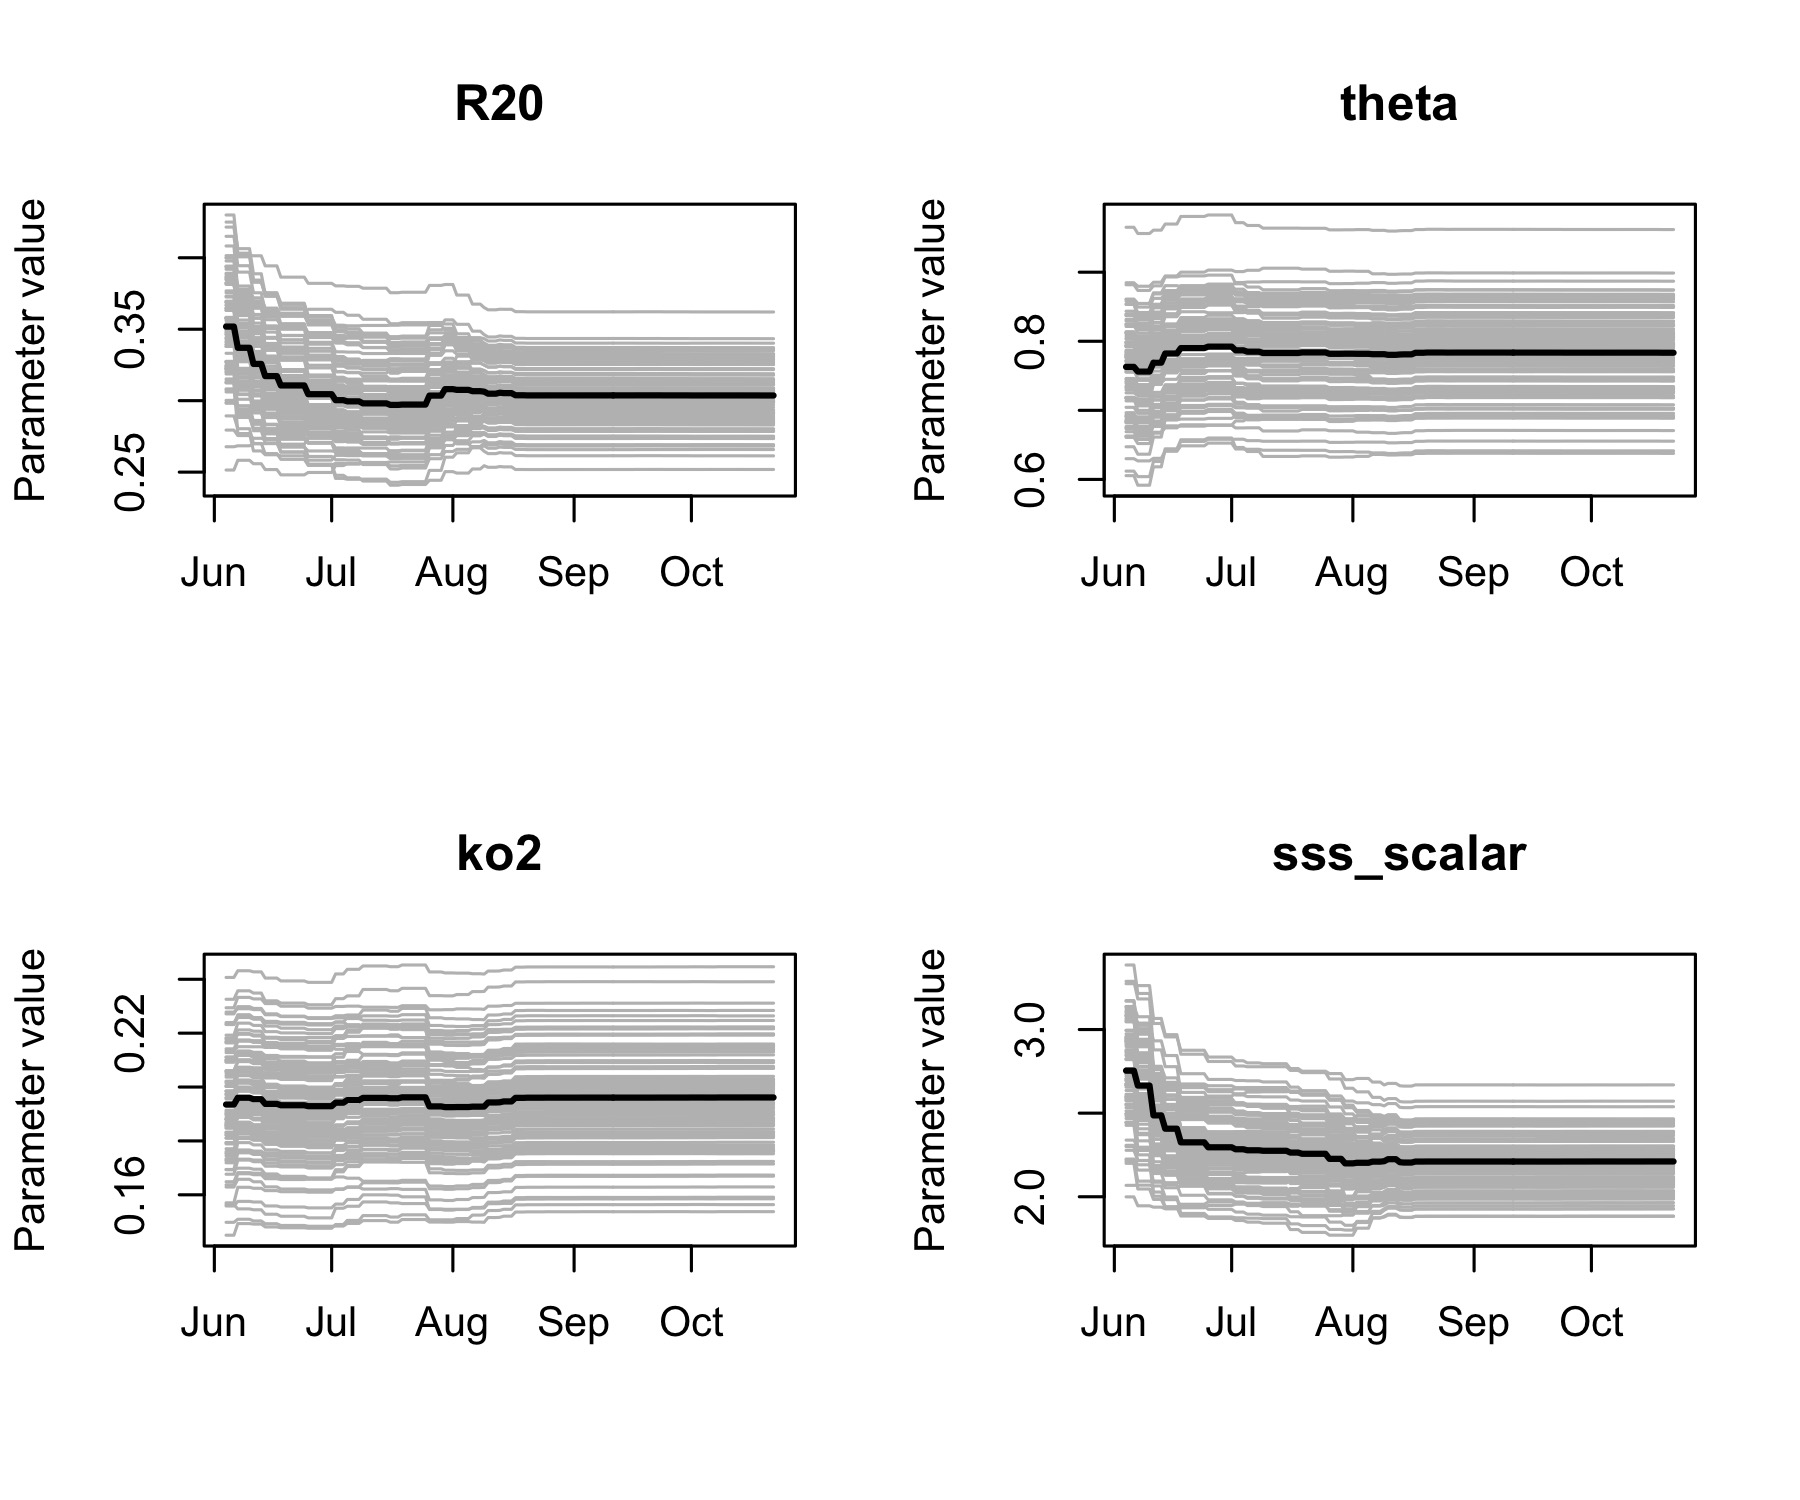 R20
Parameter value
0.35
0.25
Jun Jul Aug Sep Oct
theta
Parameter value
0.8
0.6
Jun Jul Aug Sep Oct
ko2
Parameter value
0.22
0.16
Jun Jul Aug Sep Oct
sss_scalar
Parameter value
3.0
2.0
Jun Jul Aug Sep Oct